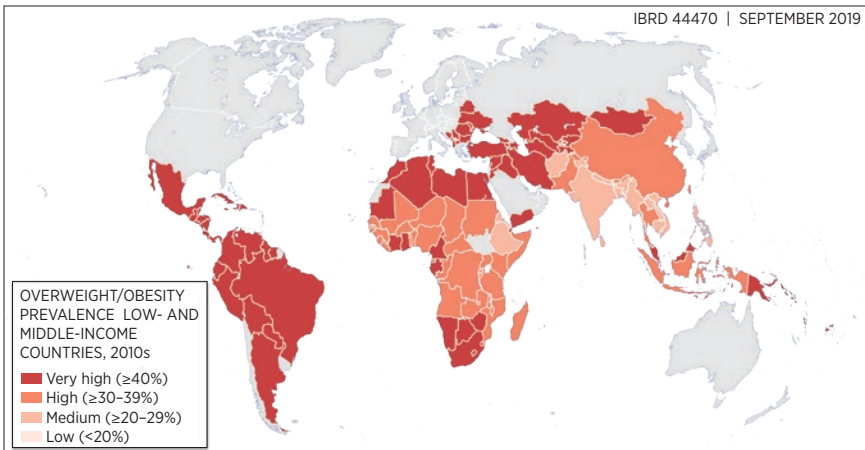 IBRD 44470 | SEPTEMBER 2019
OVERWEIGHT/OBESITY
PREVALENCE LOW- AND
MIDDLE-INCOME
COUNTRIES, 2010s
Very high (≥40%)
High (≥30–39%)
Medium (≥20–29%)
Low (<20%)